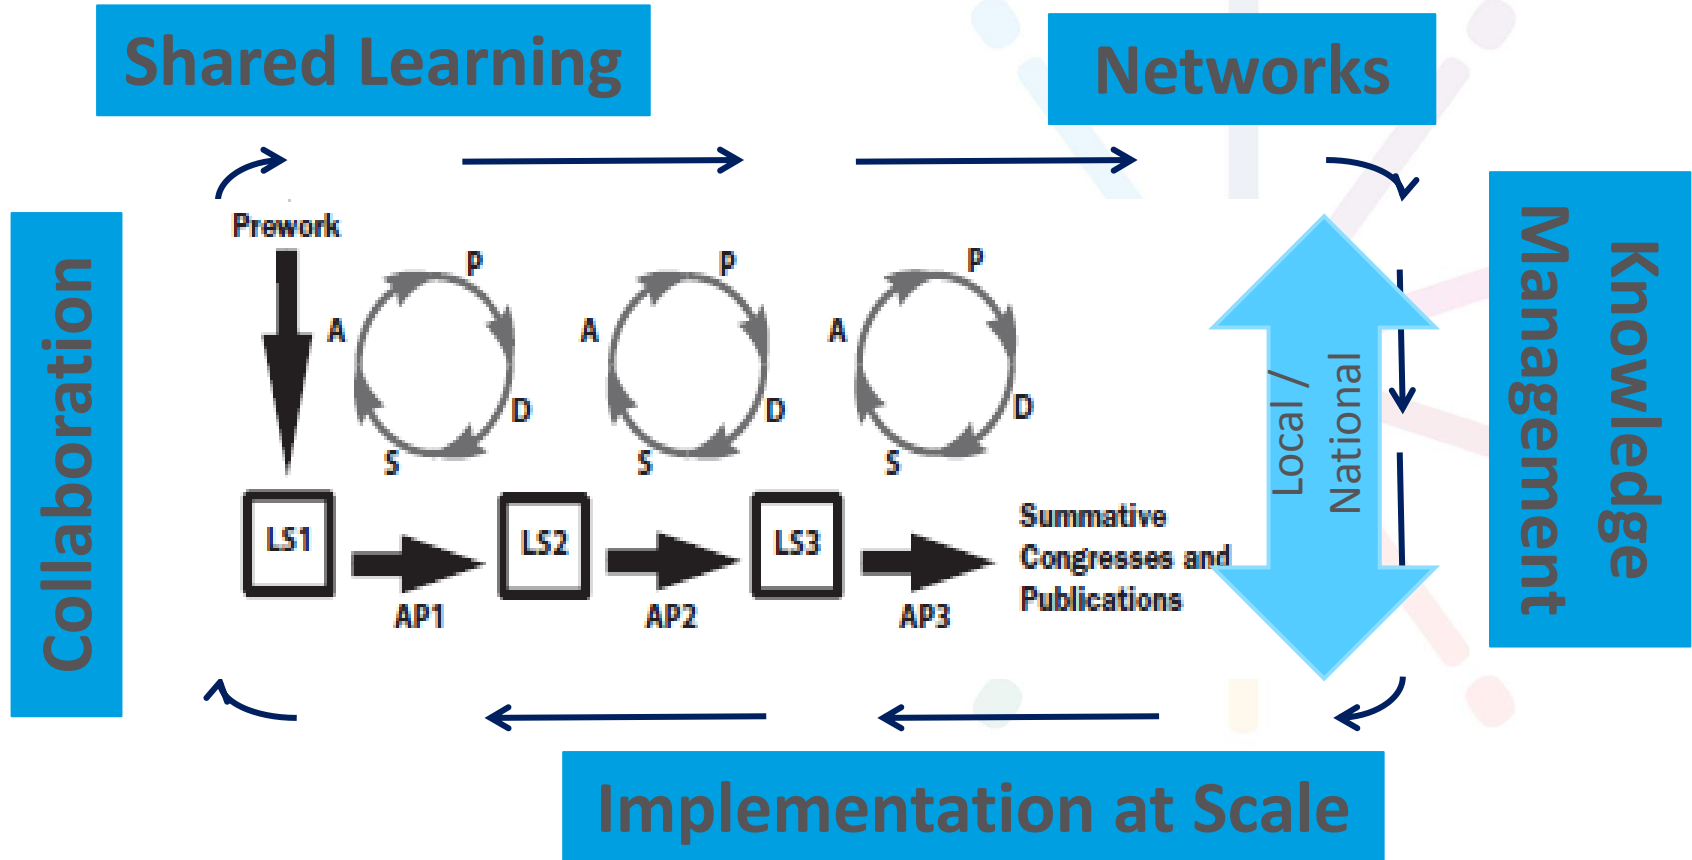 Shared Learning
Networks
Collaboration
Prework
P
A
D
S
P
A
D
S
P
A
D
S
LS1
LS2
LS3
AP1
AP2
AP3
Summative
Congresses and
Publications
Local /
National
Knowledge
Management
Implementation at Scale